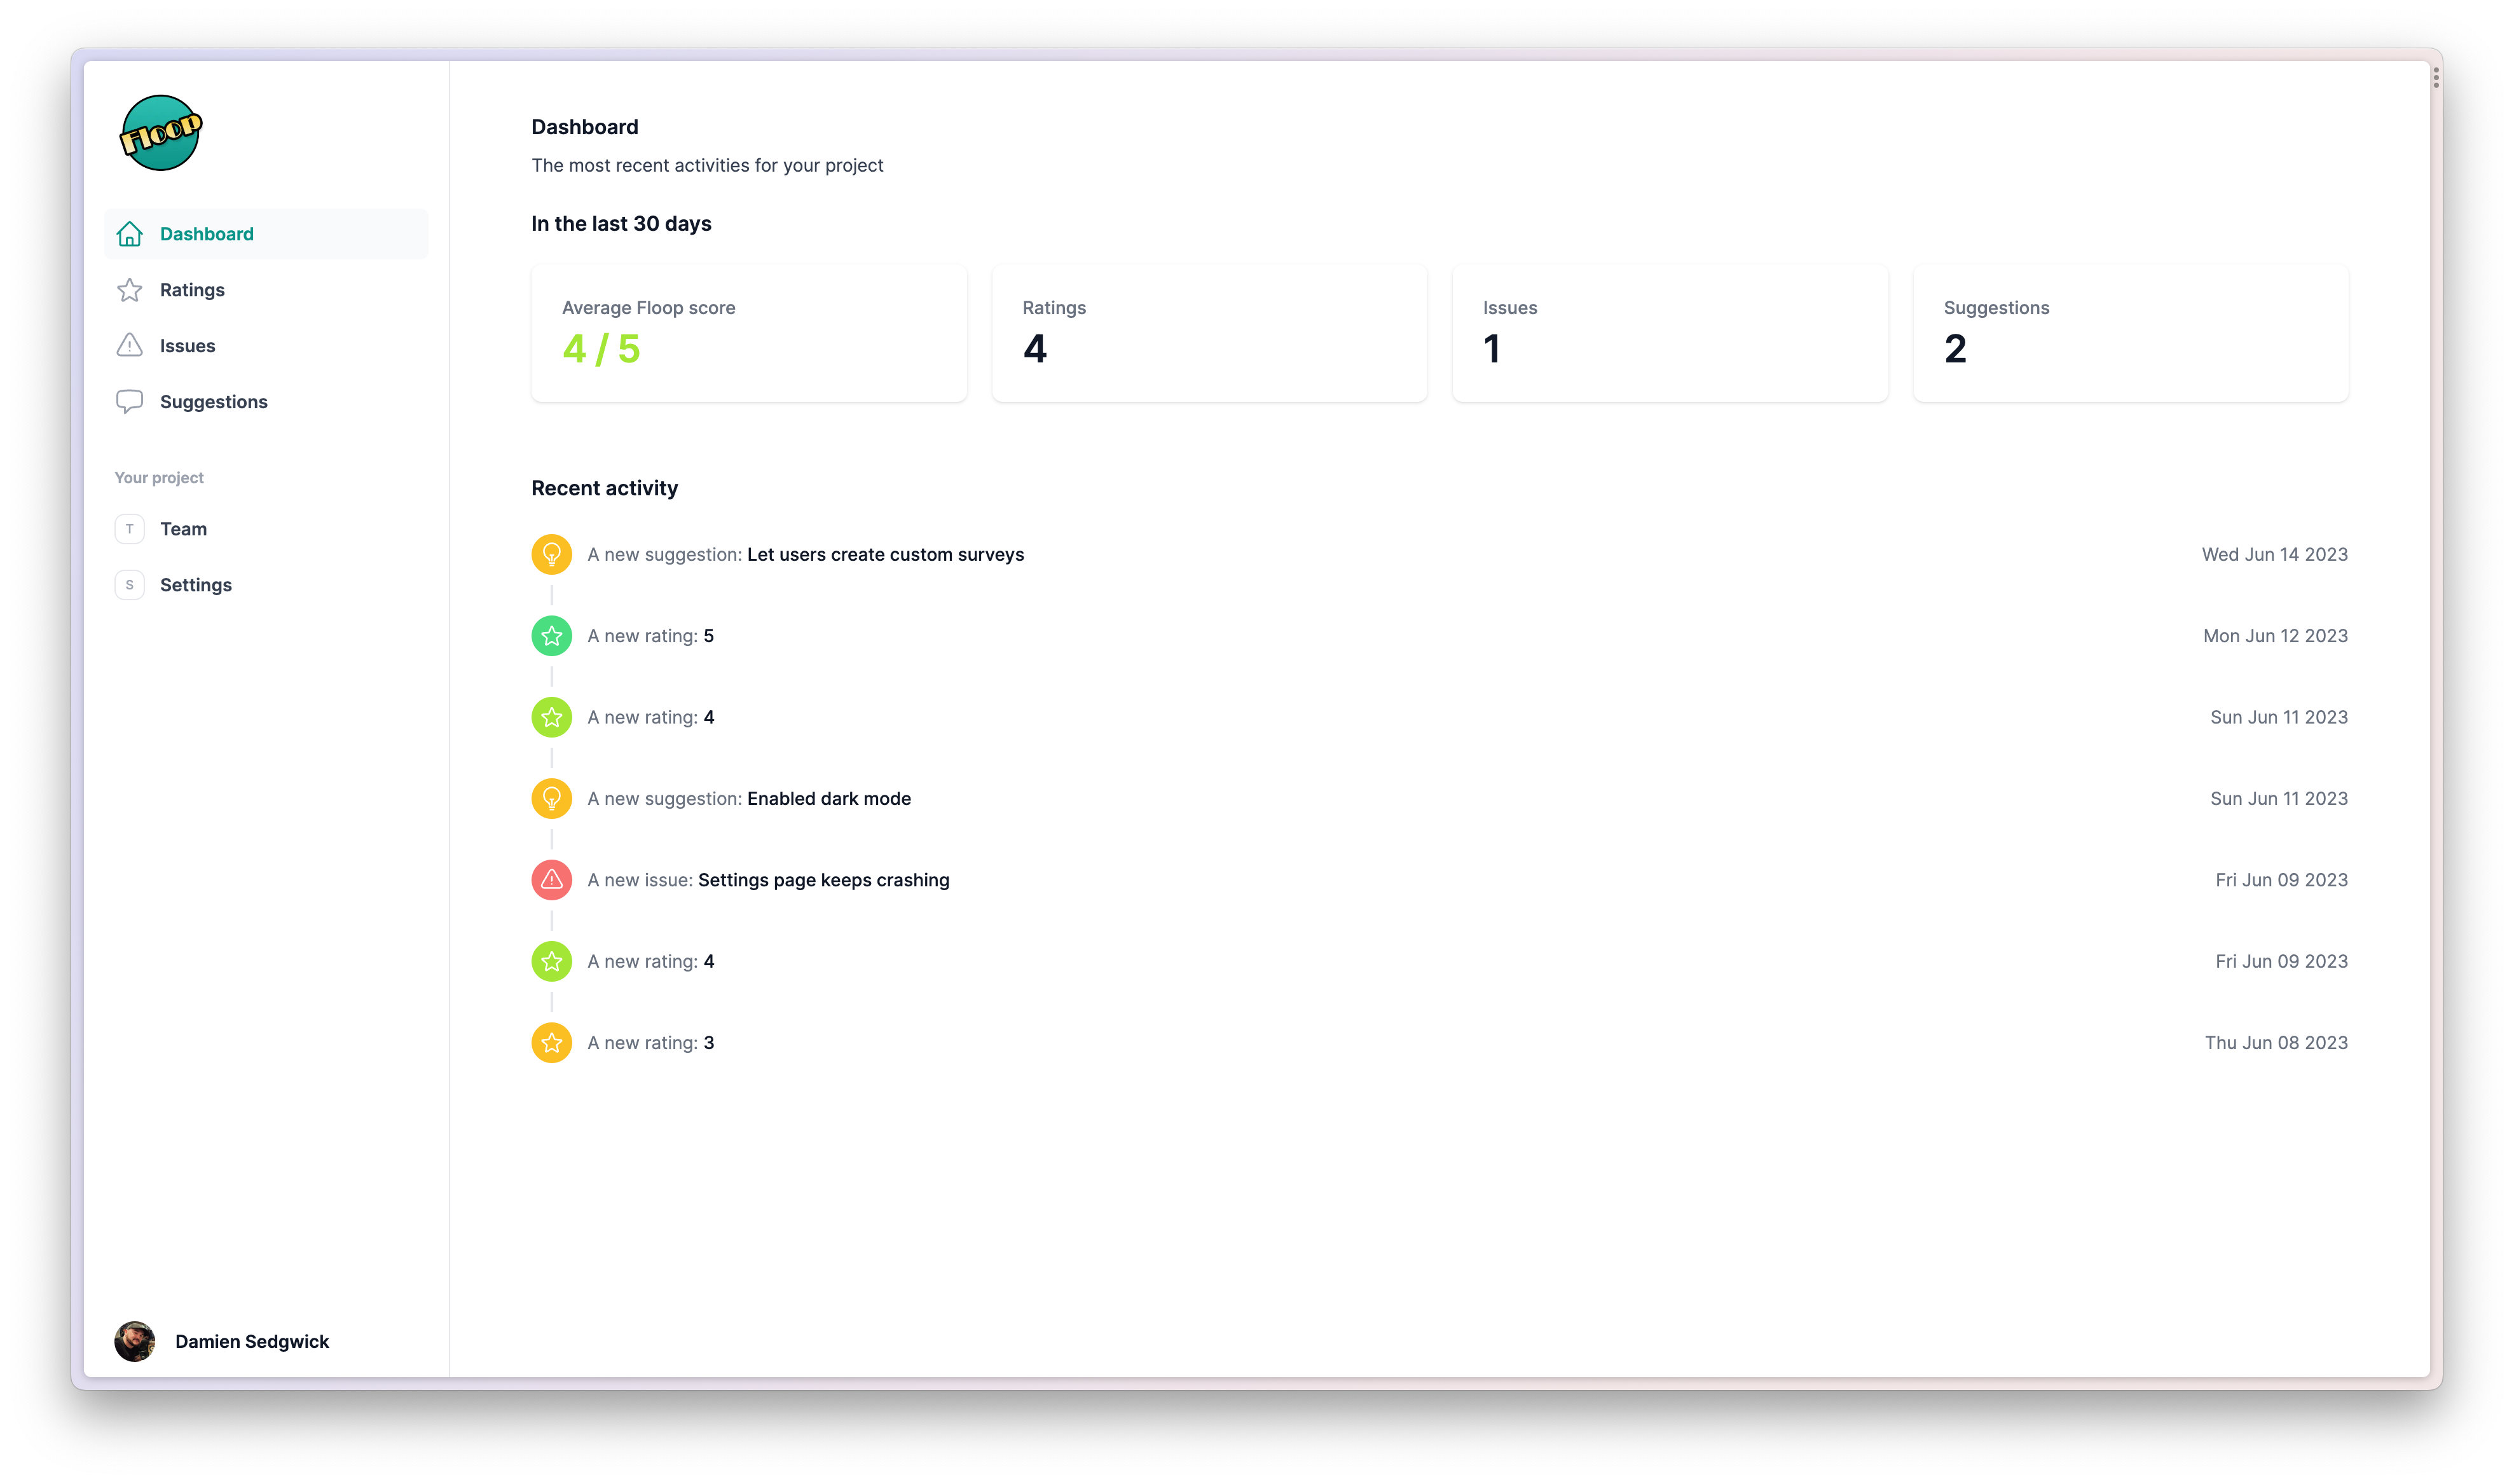 Floop
Dashboard
Ratings
Issues
Suggestions
Your project
T Team
S Settings
Damien Sedgwick
Dashboard
The most recent activities for your project
In the last 30 days
Average Floop score
4 / 5
Ratings
4
Issues
1
Suggestions
2
Recent activity
A new suggestion: Let users create custom surveys Wed Jun 14 2023
A new rating: 5 Mon Jun 12 2023
A new rating: 4 Sun Jun 11 2023
A new suggestion: Enabled dark mode Sun Jun 11 2023
A new issue: Settings page keeps crashing Fri Jun 09 2023
A new rating: 4 Fri Jun 09 2023
A new rating: 3 Thu Jun 08 2023